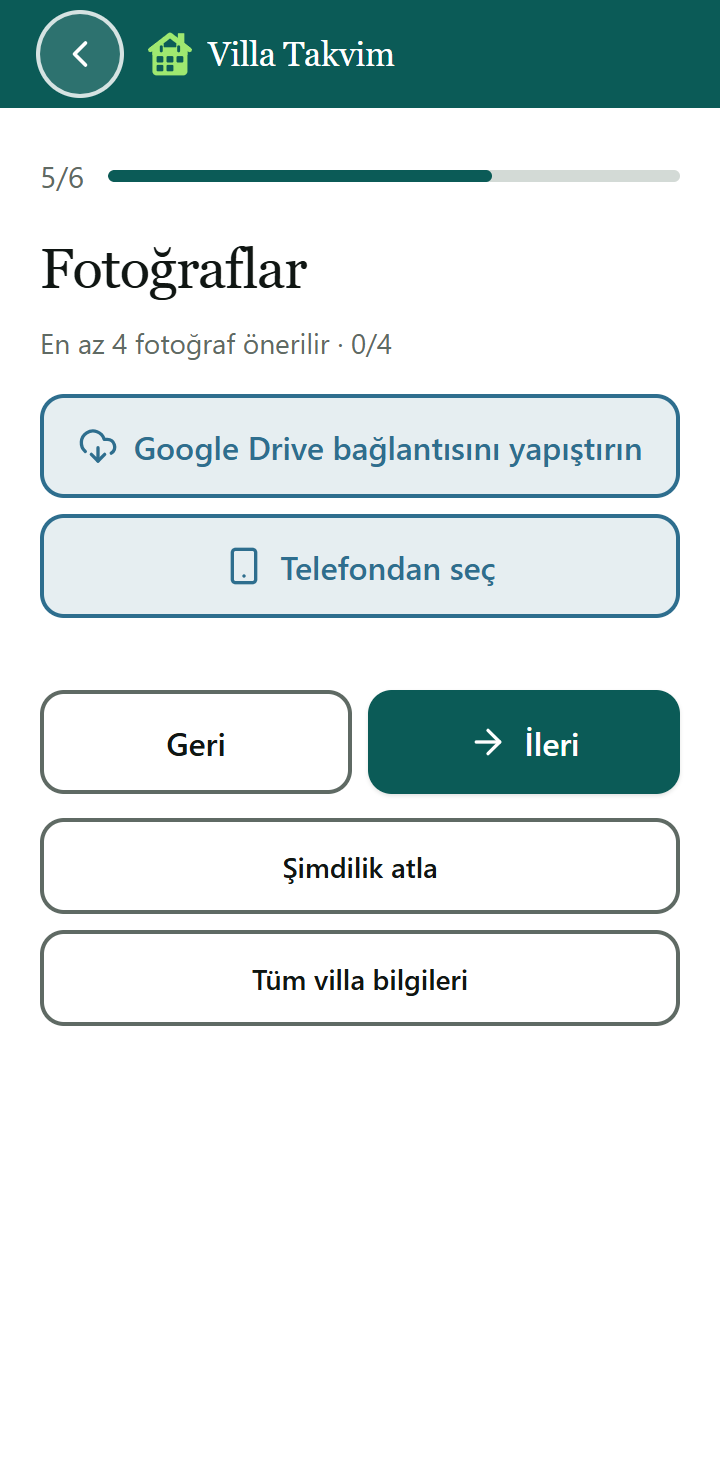 Villa Takvim
5/6
Fotoğraflar
En az 4 fotoğraf önerilir · 0/4
Google Drive bağlantısını yapıştırın
Telefondan seç
Geri
İleri
Şimdilik atla
Tüm villa bilgileri